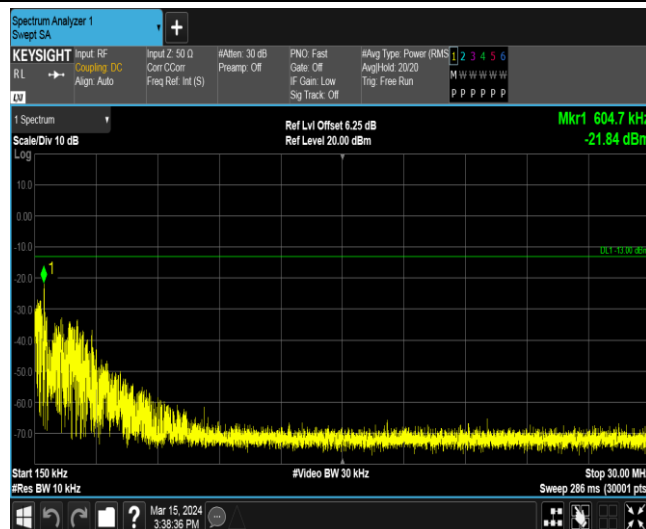 Spectrum Analyzer 1
Swept SA
+
KEYSIGHT
RL
LXI
Input: RF
Coupling: DC
Align: Auto
Input Z: 50 Ω
Corr CCorr
Freq Ref: Int (S)
#Atten: 30 dB
Preamp: Off
PNO: Fast
Gate: Off
IF Gain: Low
Sig Track: Off
#Avg Type: Power (RMS
Avg|Hold: 20/20
Trig: Free Run
1 2 3 4 5 6
M W W W W W
P P P P P P
1 Spectrum
Scale/Div 10 dB
Ref Lvl Offset 6.25 dB
Ref Level 20.00 dBm
Mkr1 604.7 kHz
-21.84 dBm
Log
10.0
0.00
-10.0
DL1 -13.00 dBm
1
-20.0
-30.0
-40.0
-50.0
-60.0
-70.0
Start 150 kHz
#Video BW 30 kHz
Stop 30.00 MHz
#Res BW 10 kHz
Sweep 286 ms (30001 pts)
?
Mar 15, 2024
3:38:36 PM